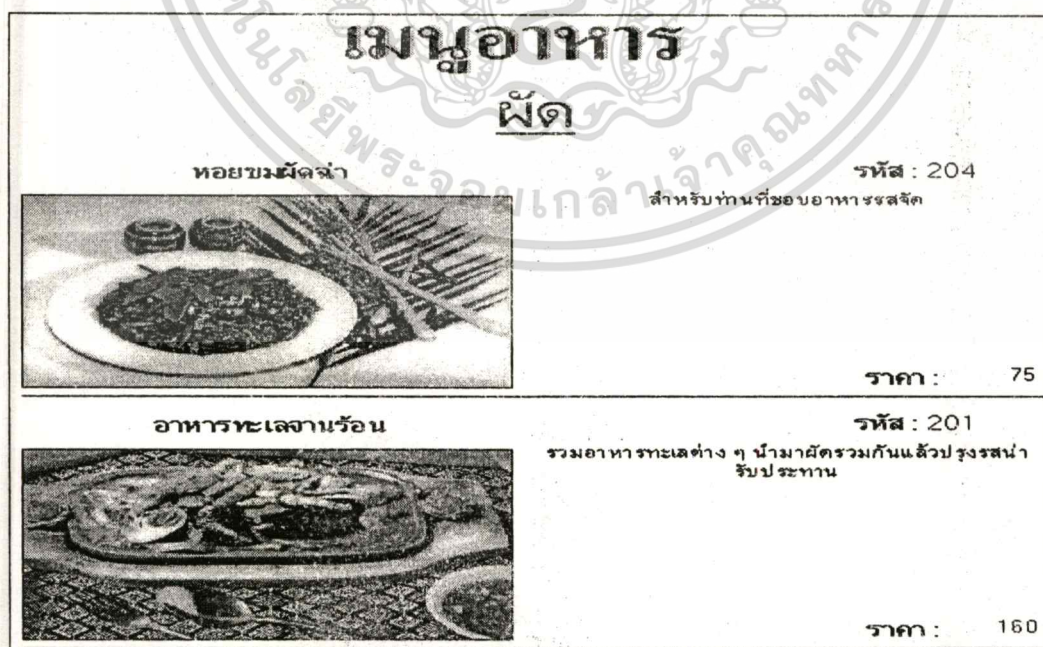 เมนูอาหาร
ผัด
หอยขมผัดฉ่า
รหัส : 204
สำหรับท่านที่ชอบอาหารรสจัด
ราคา : 75
อาหารทะเลจานร้อน
รหัส : 201
รวมอาหารทะเลต่าง ๆ นำมาผัดรวมกันแล้วปรุงรสน่า
รับประทาน
ราคา : 160